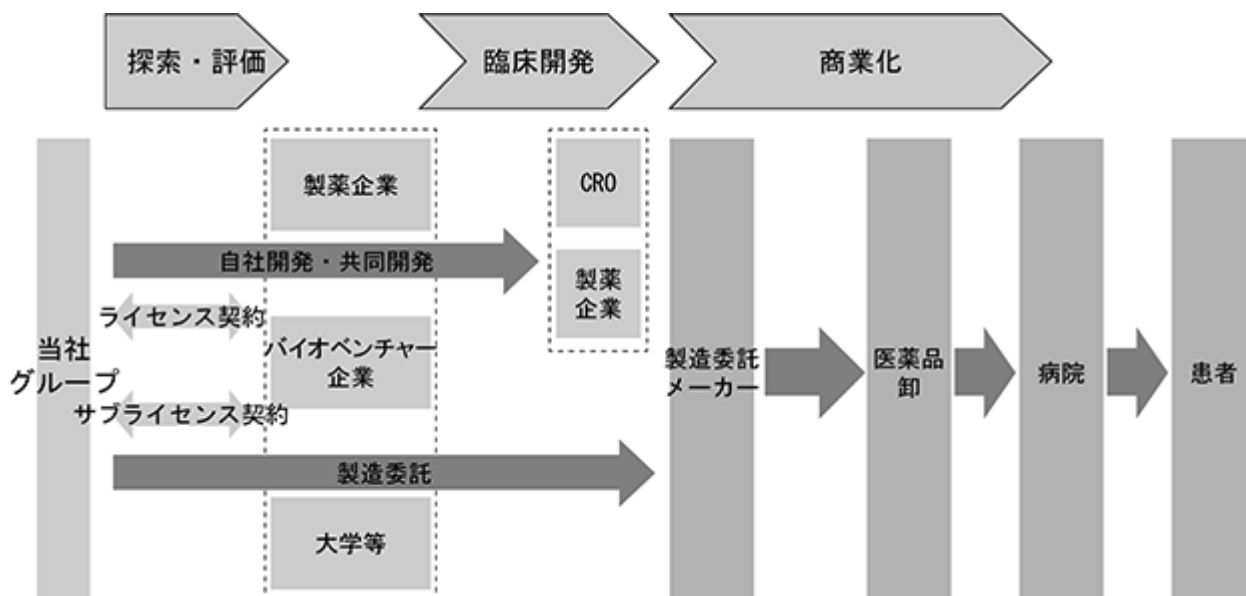 探索・評価
臨床開発
商業化
当社
グループ
製薬企業
自社開発・共同開発
ライセンス契約
バイオベンチャー
企業
サブライセンス契約
製造委託
大学等
CRO
製薬
企業
製造委託
メーカー
医薬品
卸
病院
患者